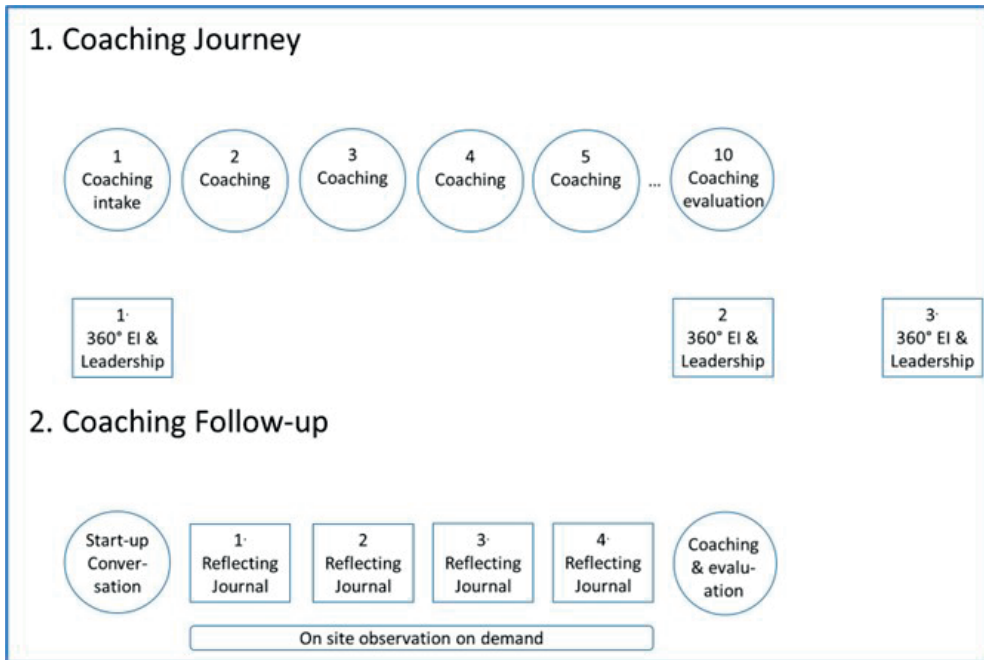 1. Coaching Journey
1
Coaching
intake
2
Coaching
3
Coaching
4
Coaching
5
Coaching
...
10
Coaching
evaluation
1.
360° EI &
Leadership
2
360° EI &
Leadership
3.
360° EI &
Leadership
2. Coaching Follow-up
Start-up
Conver-
sation
1.
Reflecting
Journal
2
Reflecting
Journal
3.
Reflecting
Journal
4.
Reflecting
Journal
Coaching
& evalu-
ation
On site observation on demand